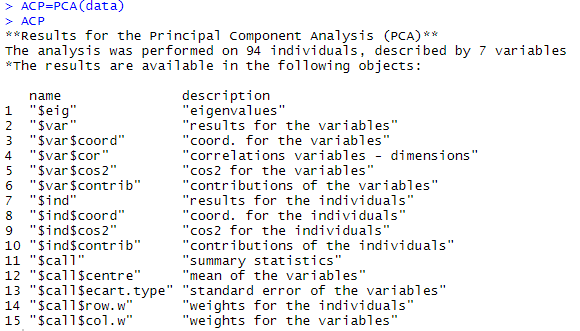 > ACP=PCA(data)
> ACP
**Results for the Principal Component Analysis (PCA)**
The analysis was performed on 94 individuals, described by 7 variables
*The results are available in the following objects:

   name               description
1  "$eig"             "eigenvalues"
2  "$var"             "results for the variables"
3  "$var$coord"       "coord. for the variables"
4  "$var$cor"         "correlations variables - dimensions"
5  "$var$cos2"        "cos2 for the variables"
6  "$var$contrib"     "contributions of the variables"
7  "$ind"             "results for the individuals"
8  "$ind$coord"       "coord. for the individuals"
9  "$ind$cos2"        "cos2 for the individuals"
10 "$ind$contrib"     "contributions of the individuals"
11 "$call"            "summary statistics"
12 "$call$centre"     "mean of the variables"
13 "$call$ecart.type" "standard error of the variables"
14 "$call$row.w"      "weights for the individuals"
15 "$call$col.w"      "weights for the variables"